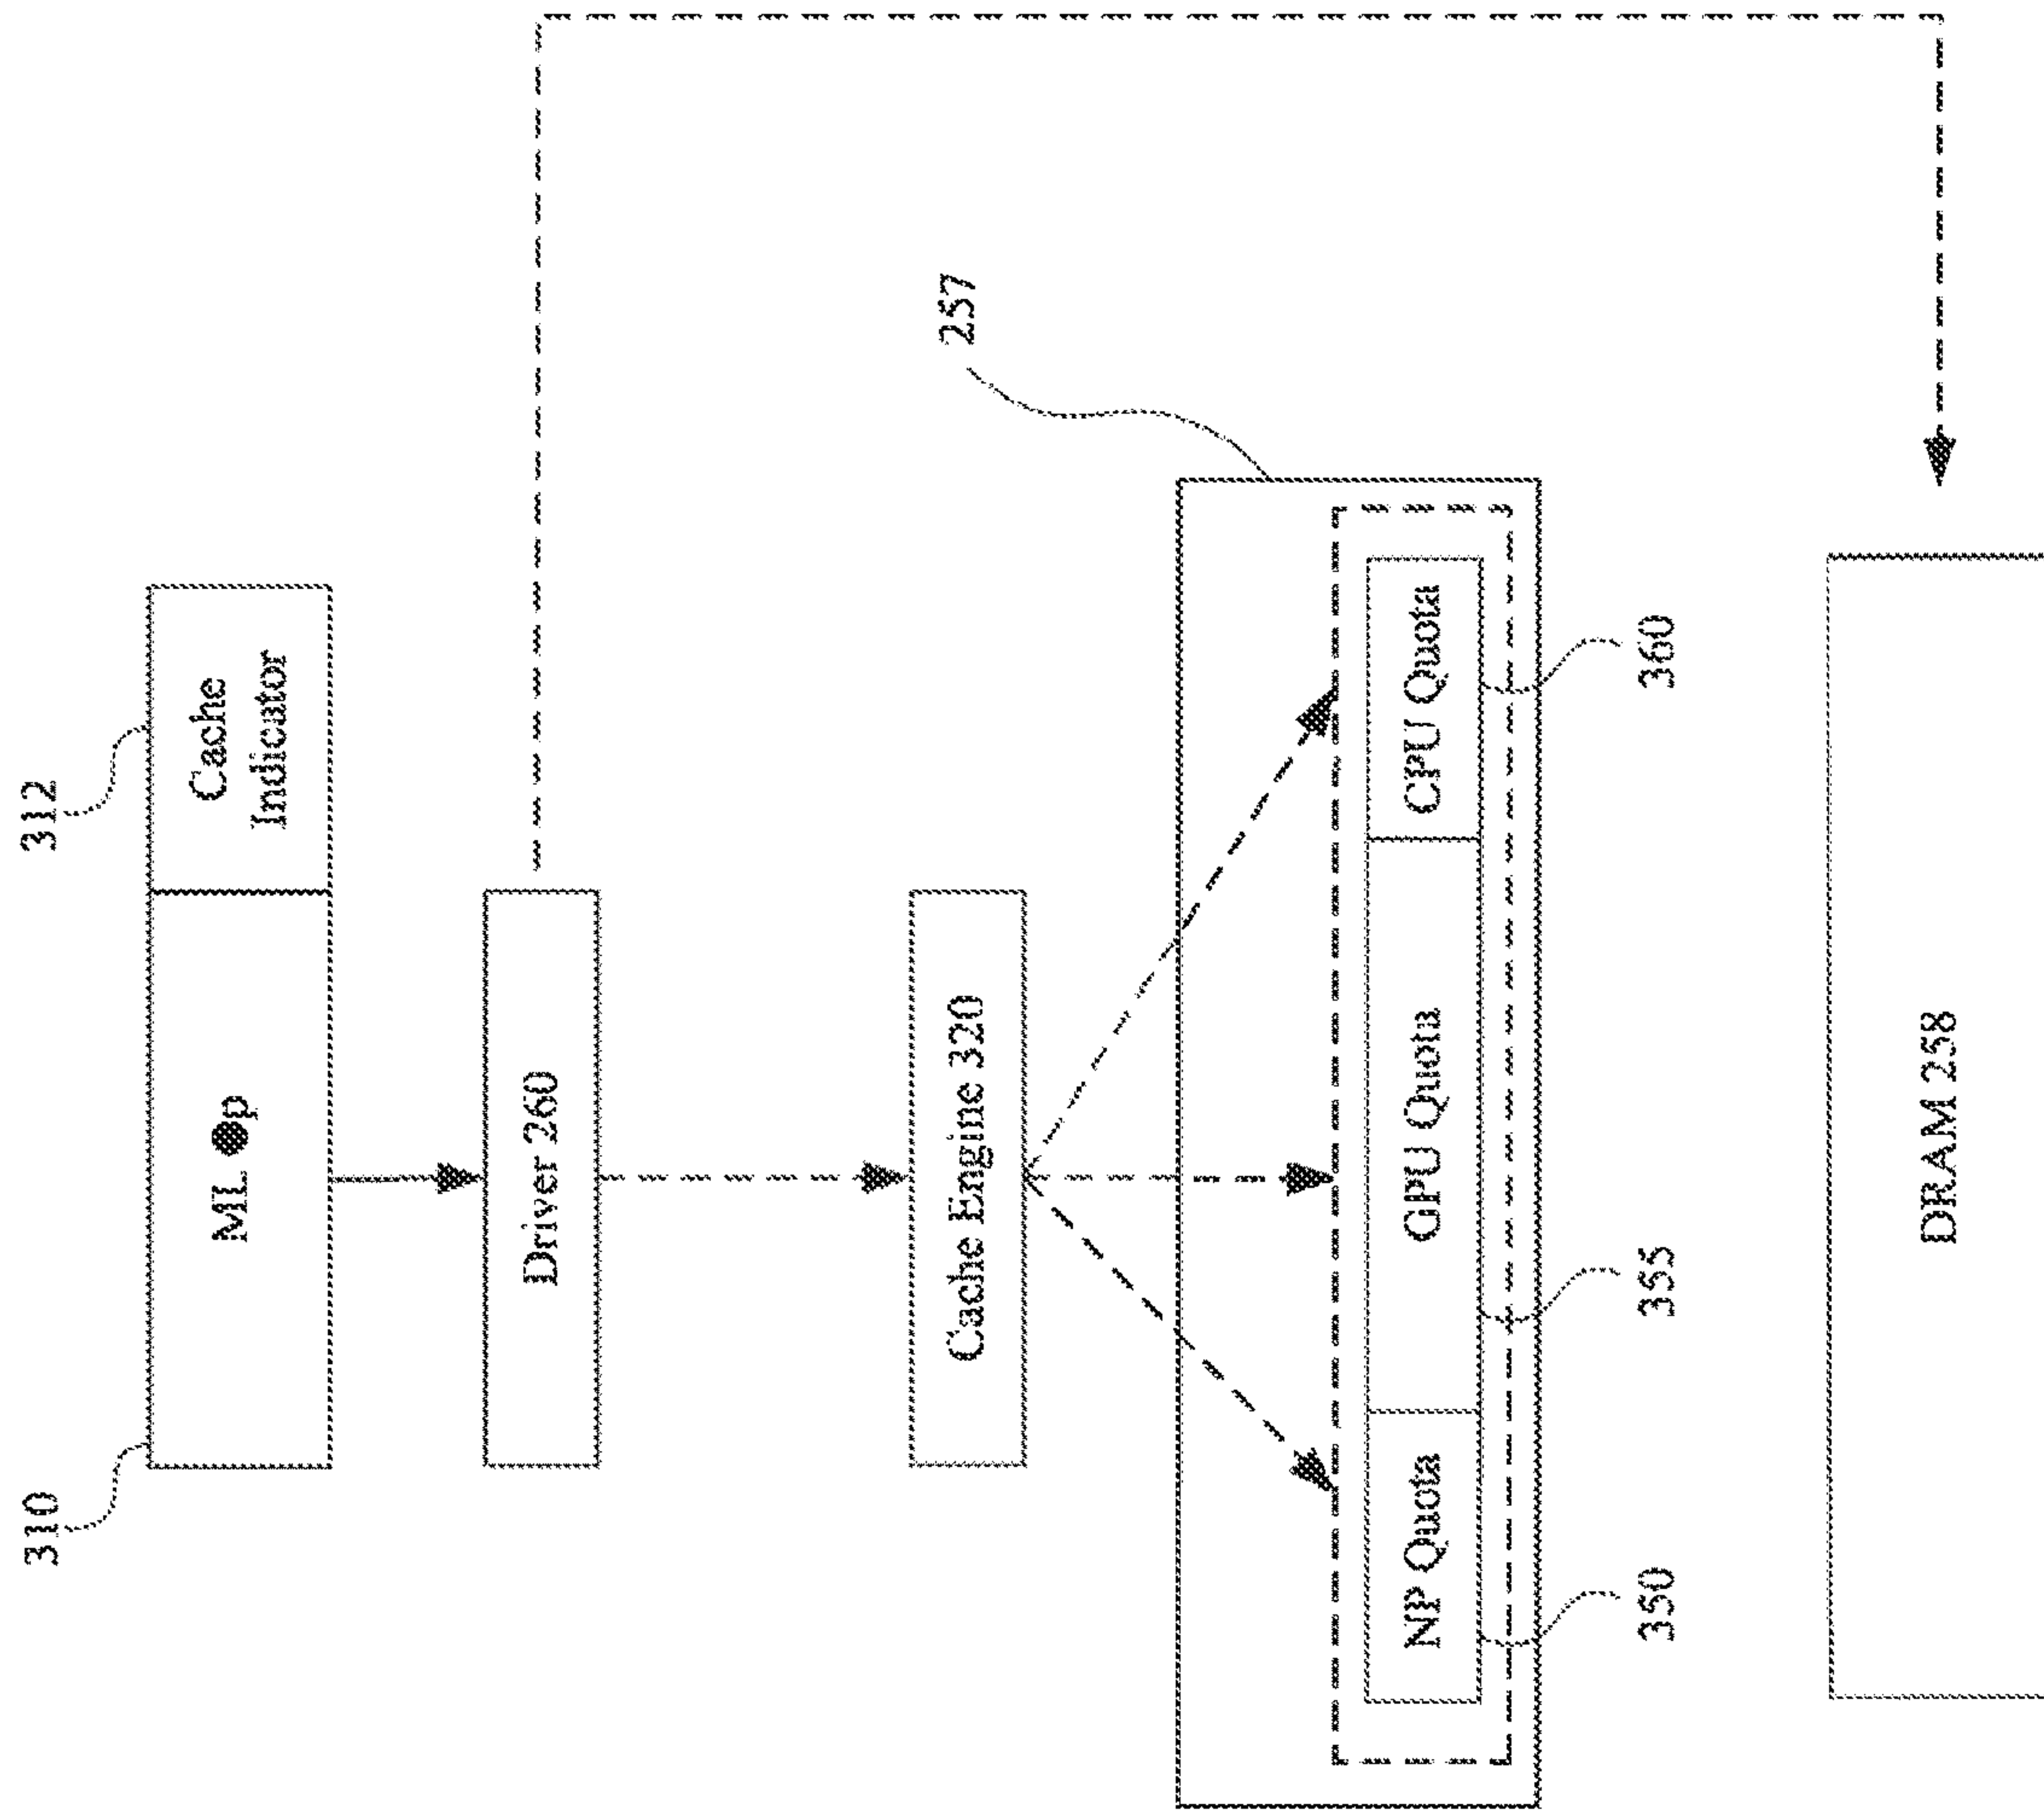 310
312
ML Op
Cache
Indicator
Driver 260
Cache Engine 320
257
NP Quota
GPU Quota
CPU Quota
350
355
360
DRAM 258